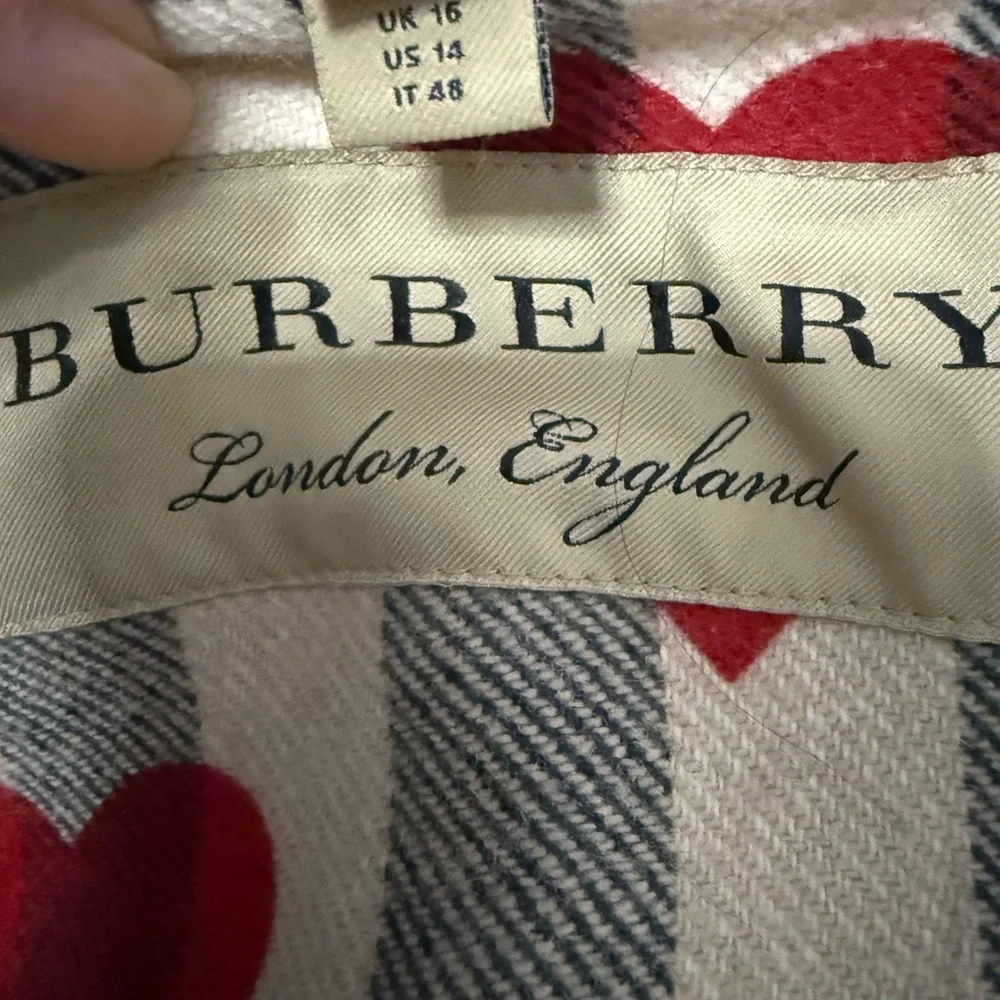 UK 16
US 14
IT 48
BURBERRY
London, England